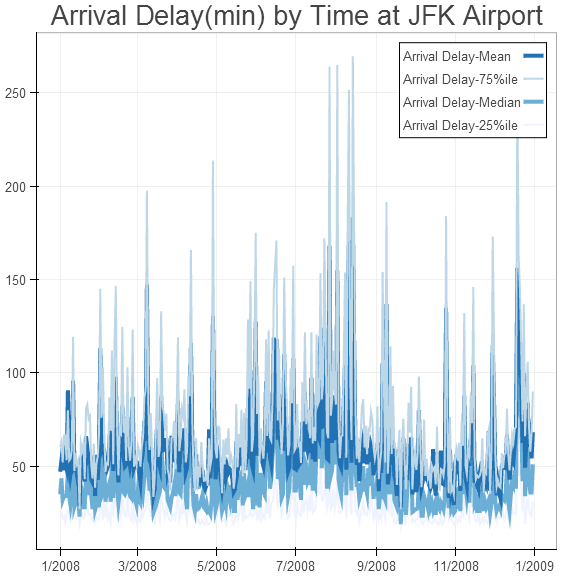 Arrival Delay(min) by Time at JFK Airport
Arrival Delay-Mean
Arrival Delay-75%ile
Arrival Delay-Median
Arrival Delay-25%ile
250
200
150
100
50
1/2008 3/2008 5/2008 7/2008 9/2008 11/2008 1/2009